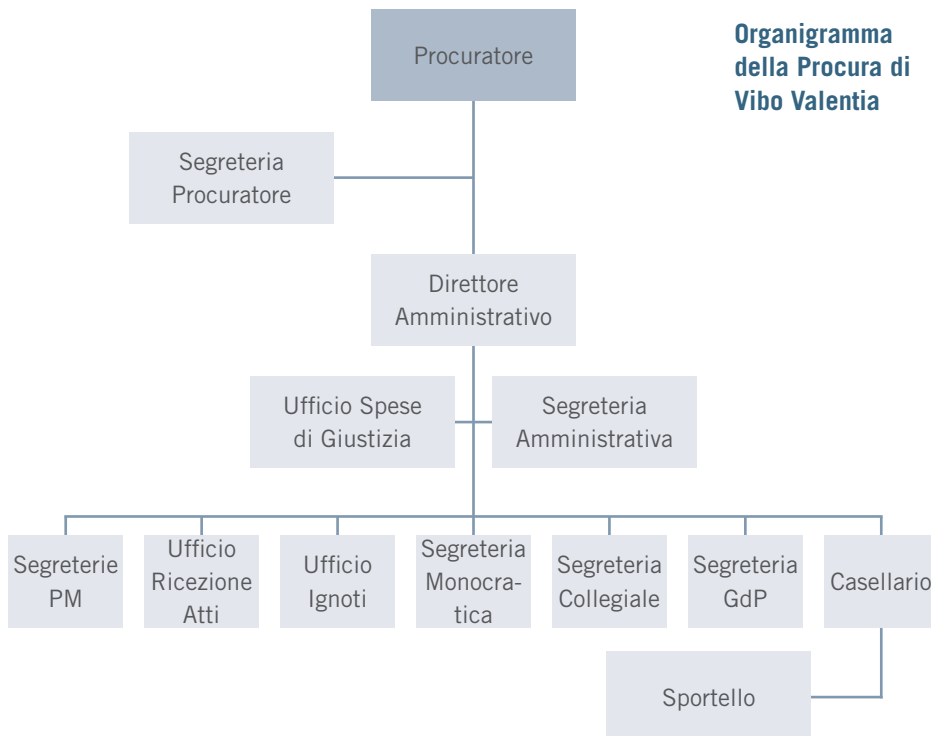 Organigramma
della Procura di
Vibo Valentia
Procuratore
Segreteria
Procuratore
Direttore
Amministrativo
Ufficio Spese
di Giustizia
Segreteria
Amministrativa
Segreterie
PM
Ufficio
Ricezione
Atti
Ufficio
Ignoti
Segreteria
Monocra-
tica
Segreteria
Collegiale
Segreteria
GdP
Casellario
Sportello